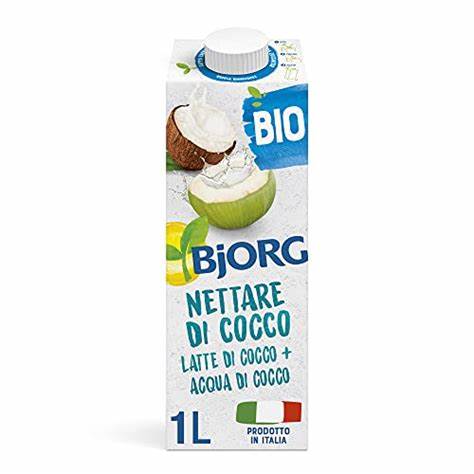 BIO
BJORG
NETTARE
DI COCCO
LATTE DI COCCO +
ACQUA DI COCCO
1L
PRODOTTO
IN ITALIA